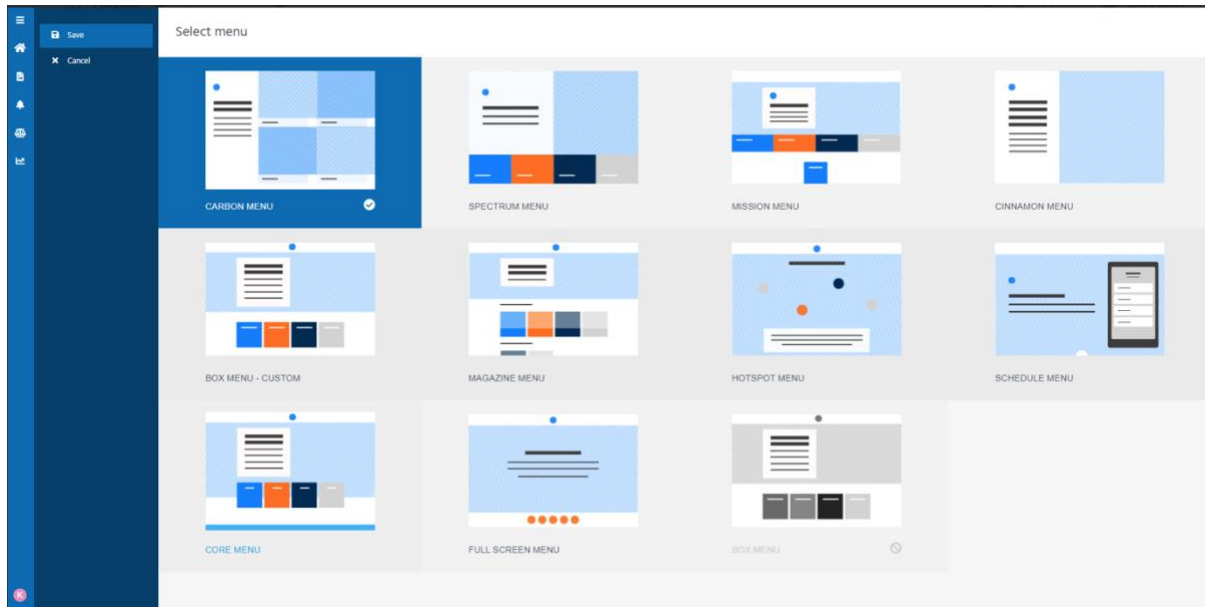 Save
Cancel
Select menu
CARBON MENU
SPECTRUM MENU
MISSION MENU
CINNAMON MENU
BOX MENU - CUSTOM
MAGAZINE MENU
HOTSPOT MENU
SCHEDULE MENU
CORE MENU
FULL SCREEN MENU
BOX MENU
K